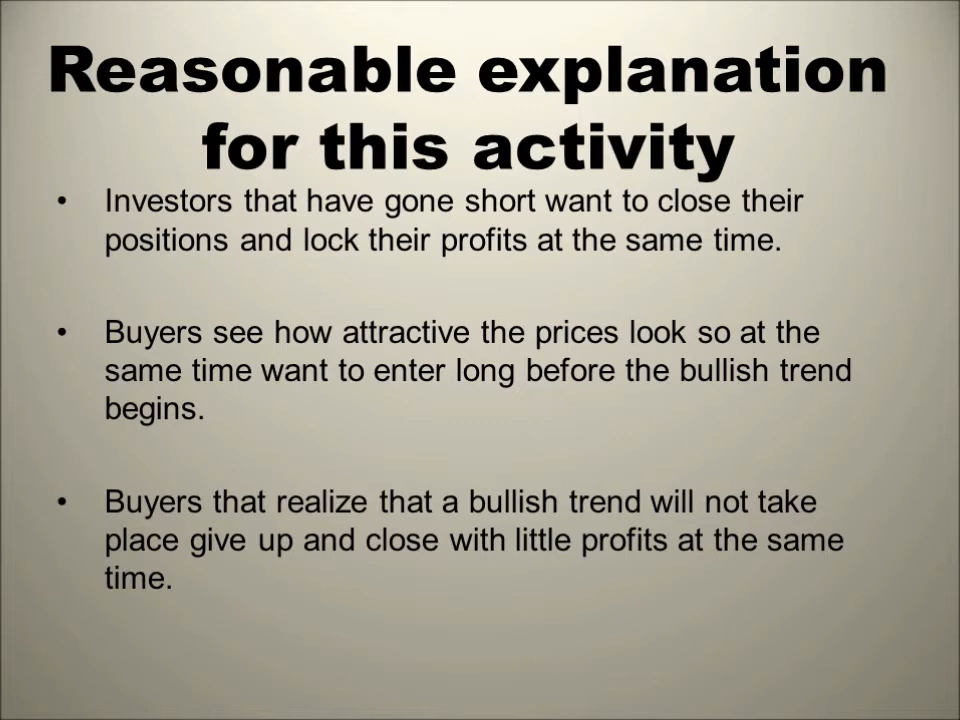 Reasonable explanation
for this activity
• Investors that have gone short want to close their
positions and lock their profits at the same time.
• Buyers see how attractive the prices look so at the
same time want to enter long before the bullish trend
begins.
• Buyers that realize that a bullish trend will not take
place give up and close with little profits at the same
time.